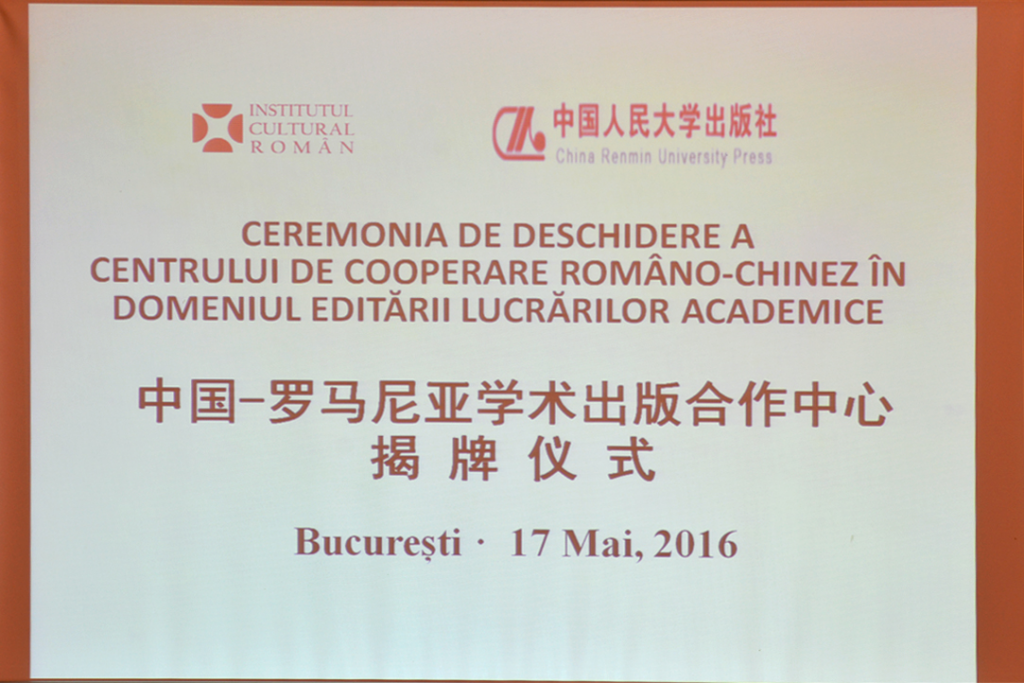 INSTITUTUL
CULTURAL
ROMÂN
中国人民大学出版社
China Renmin University Press
CEREMONIA DE DESCHIDERE A
CENTRULUI DE COOPERARE ROMÂNO-CHINEZ ÎN
DOMENIUL EDITĂRII LUCRĂRILOR ACADEMICE
中国-罗马尼亚学术出版合作中心
揭牌仪式
București · 17 Mai, 2016